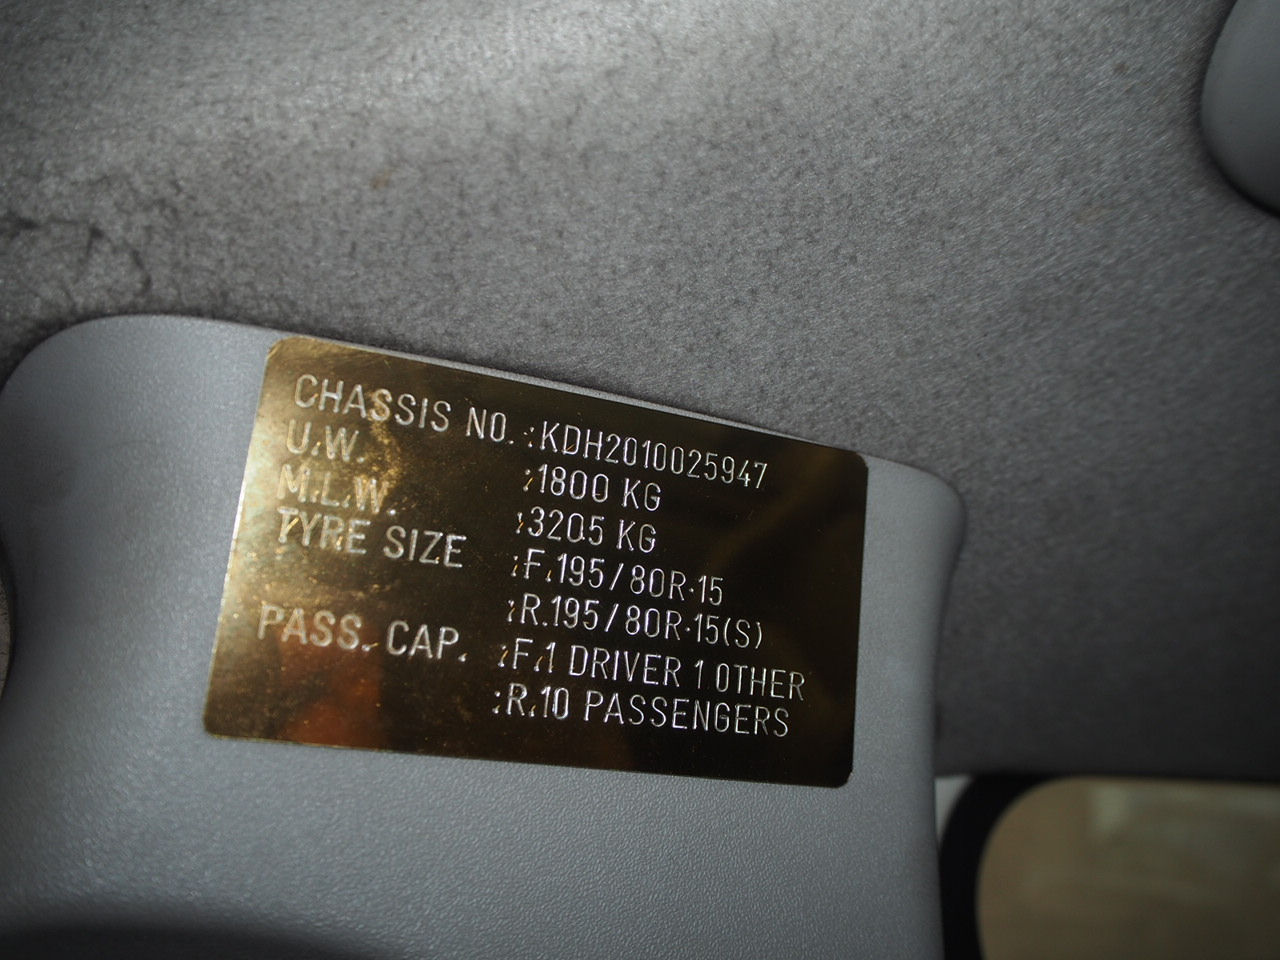 CHASSIS NO. :KDH2010025947
U.W. :1800 KG
M.L.W. :3205 KG
TYRE SIZE :F.195/80R-15
:R.195/80R-15(S)
PASS. CAP. :F.1 DRIVER 1 OTHER
:R.10 PASSENGERS